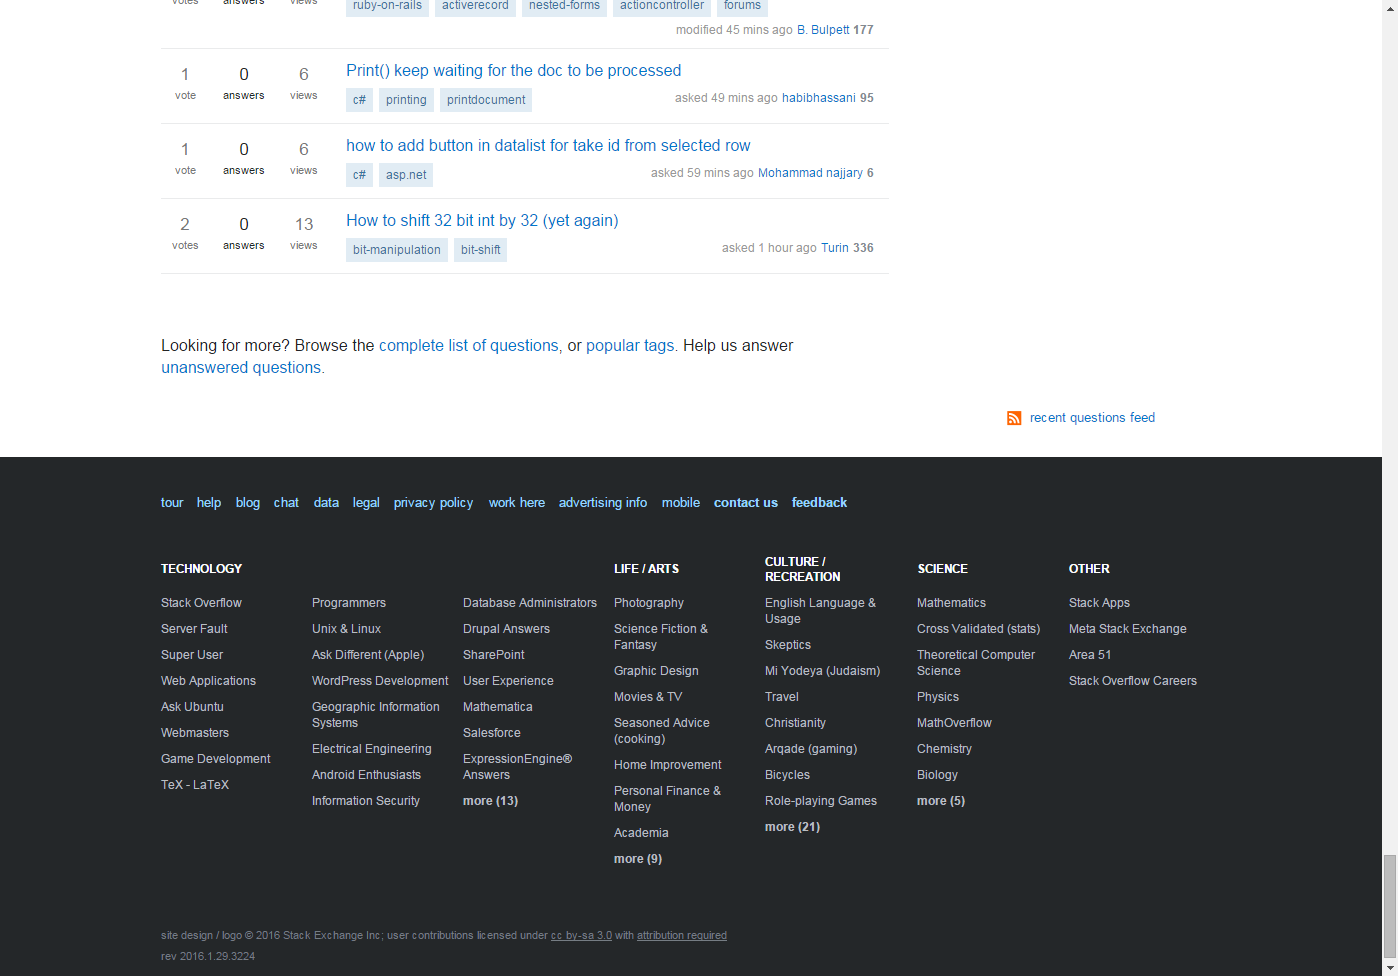 votes answers views
ruby-on-rails activerecord nested-forms actioncontroller forums
modified 45 mins ago B. Bulpett 177
1 0 6 Print() keep waiting for the doc to be processed
vote answers views
c# printing printdocument asked 49 mins ago habibhassani 95
1 0 6 how to add button in datalist for take id from selected row
vote answers views
c# asp.net asked 59 mins ago Mohammad najjary 6
2 0 13 How to shift 32 bit int by 32 (yet again)
votes answers views
bit-manipulation bit-shift asked 1 hour ago Turin 336
Looking for more? Browse the complete list of questions, or popular tags. Help us answer
unanswered questions.
recent questions feed
tour help blog chat data legal privacy policy work here advertising info mobile contact us feedback
TECHNOLOGY
Stack Overflow
Server Fault
Super User
Web Applications
Ask Ubuntu
Webmasters
Game Development
TeX - LaTeX
Programmers
Unix & Linux
Ask Different (Apple)
WordPress Development
Geographic Information
Systems
Electrical Engineering
Android Enthusiasts
Information Security
Database Administrators
Drupal Answers
SharePoint
User Experience
Mathematica
Salesforce
ExpressionEngine®
Answers
more (13)
LIFE / ARTS
Photography
Science Fiction &
Fantasy
Graphic Design
Movies & TV
Seasoned Advice
(cooking)
Home Improvement
Personal Finance &
Money
Academia
more (9)
CULTURE /
RECREATION
English Language &
Usage
Skeptics
Mi Yodeya (Judaism)
Travel
Christianity
Arqade (gaming)
Bicycles
Role-playing Games
more (21)
SCIENCE
Mathematics
Cross Validated (stats)
Theoretical Computer
Science
Physics
MathOverflow
Chemistry
Biology
more (5)
OTHER
Stack Apps
Meta Stack Exchange
Area 51
Stack Overflow Careers
site design / logo © 2016 Stack Exchange Inc; user contributions licensed under cc by-sa 3.0 with attribution required
rev 2016.1.29.3224